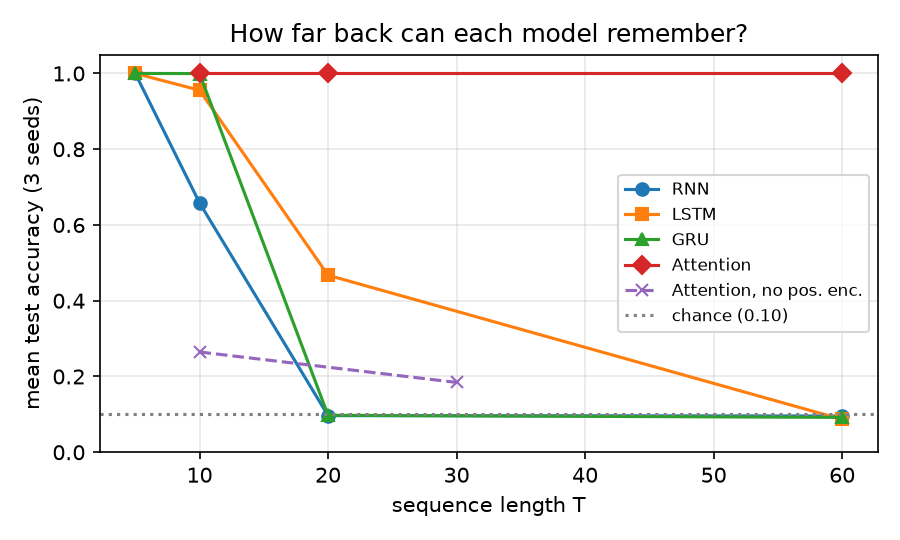 How far back can each model remember?
mean test accuracy (3 seeds)
1.0
0.8
0.6
0.4
0.2
0.0
RNN
LSTM
GRU
Attention
Attention, no pos. enc.
chance (0.10)
10 20 30 40 50 60
sequence length T